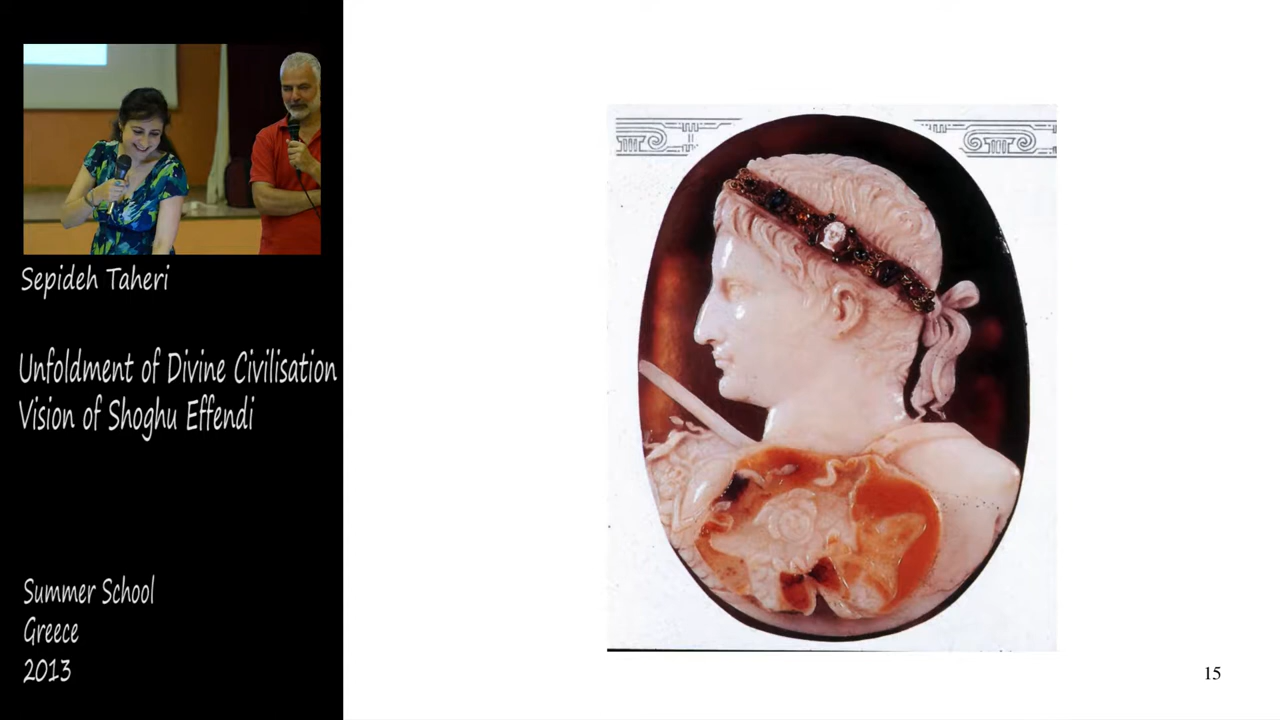 Sepideh Taheri
Unfoldment of Divine Civilisation
Vision of Shoghu Effendi
Summer School
Greece
2013
15